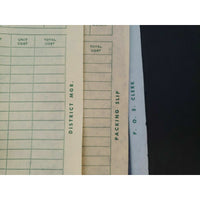 UNIT COST
TOTAL COST
TOTAL COST
DISTRICT MGR.
PACKING SLIP
P. O. S. CLERK